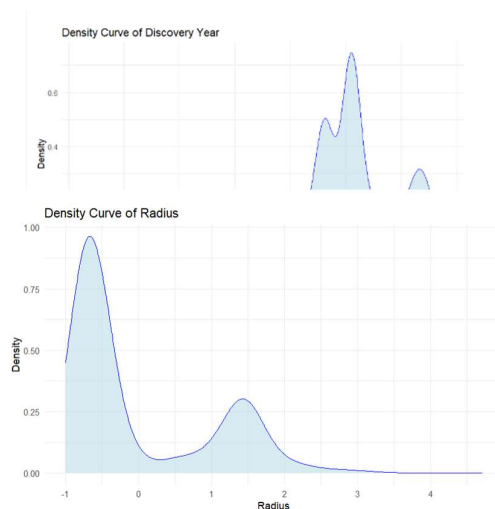 Density Curve of Discovery Year
0.6
0.4
Density
Density Curve of Radius
1.00
0.75
0.50
0.25
0.00
Density
-1 0 1 2 3 4
Radius